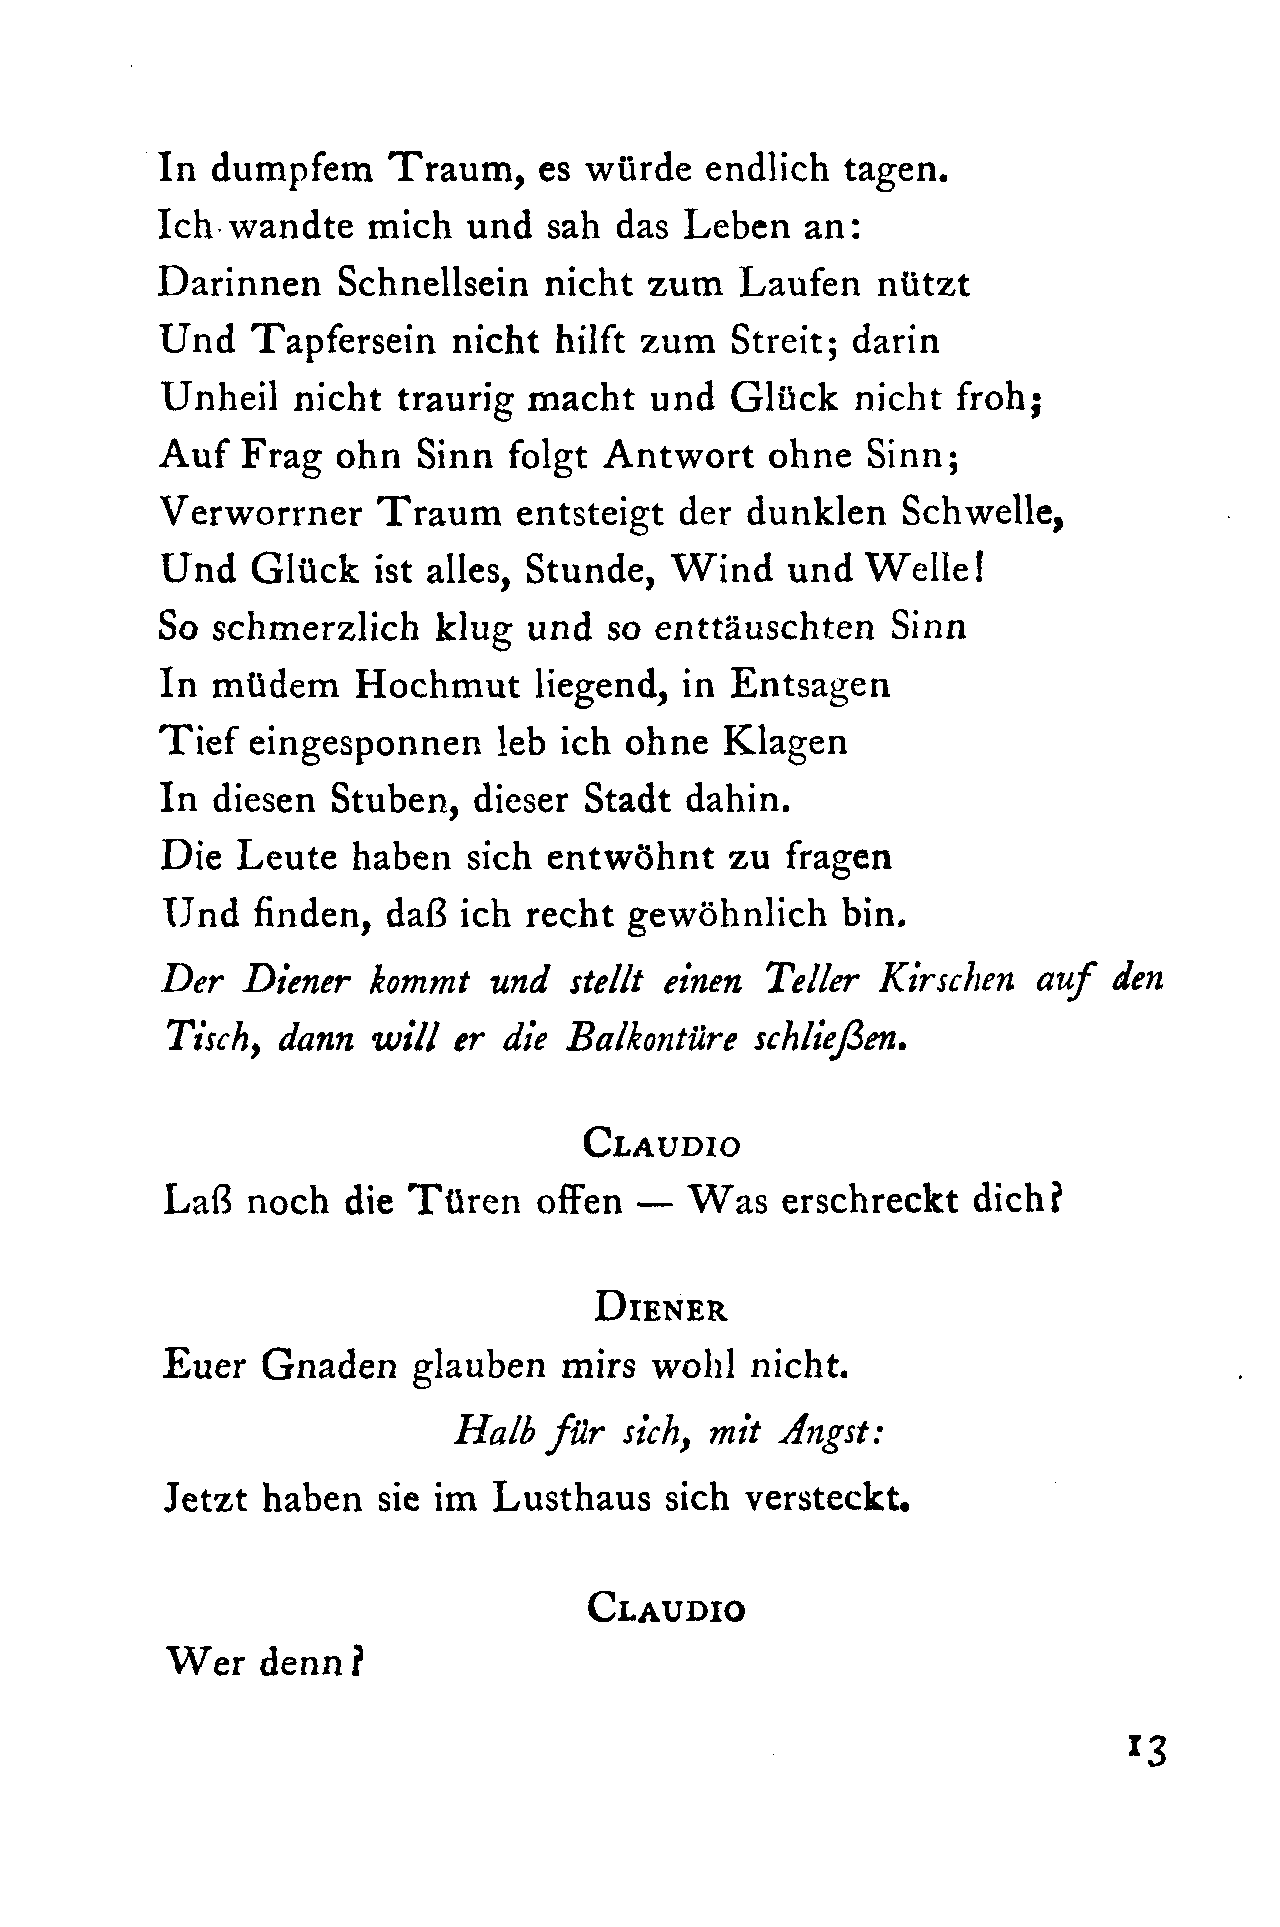 In dumpfem Traum, es würde endlich tagen.
Ich wandte mich und sah das Leben an:
Darinnen Schnellsein nicht zum Laufen nützt
Und Tapfersein nicht hilft zum Streit; darin
Unheil nicht traurig macht und Glück nicht froh;
Auf Frag ohn Sinn folgt Antwort ohne Sinn;
Verworrner Traum entsteigt der dunklen Schwelle,
Und Glück ist alles, Stunde, Wind und Welle!
So schmerzlich klug und so enttäuschten Sinn
In müdem Hochmut liegend, in Entsagen
Tief eingesponnen leb ich ohne Klagen
In diesen Stuben, dieser Stadt dahin.
Die Leute haben sich entwöhnt zu fragen
Und finden, daß ich recht gewöhnlich bin.
Der Diener kommt und stellt einen Teller Kirschen auf den
Tisch, dann will er die Balkontüre schließen.
CLAUDIO
Laß noch die Türen offen — Was erschreckt dich?
DIENER
Euer Gnaden glauben mirs wohl nicht.
Halb für sich, mit Angst:
Jetzt haben sie im Lusthaus sich versteckt.
CLAUDIO
Wer denn?
13